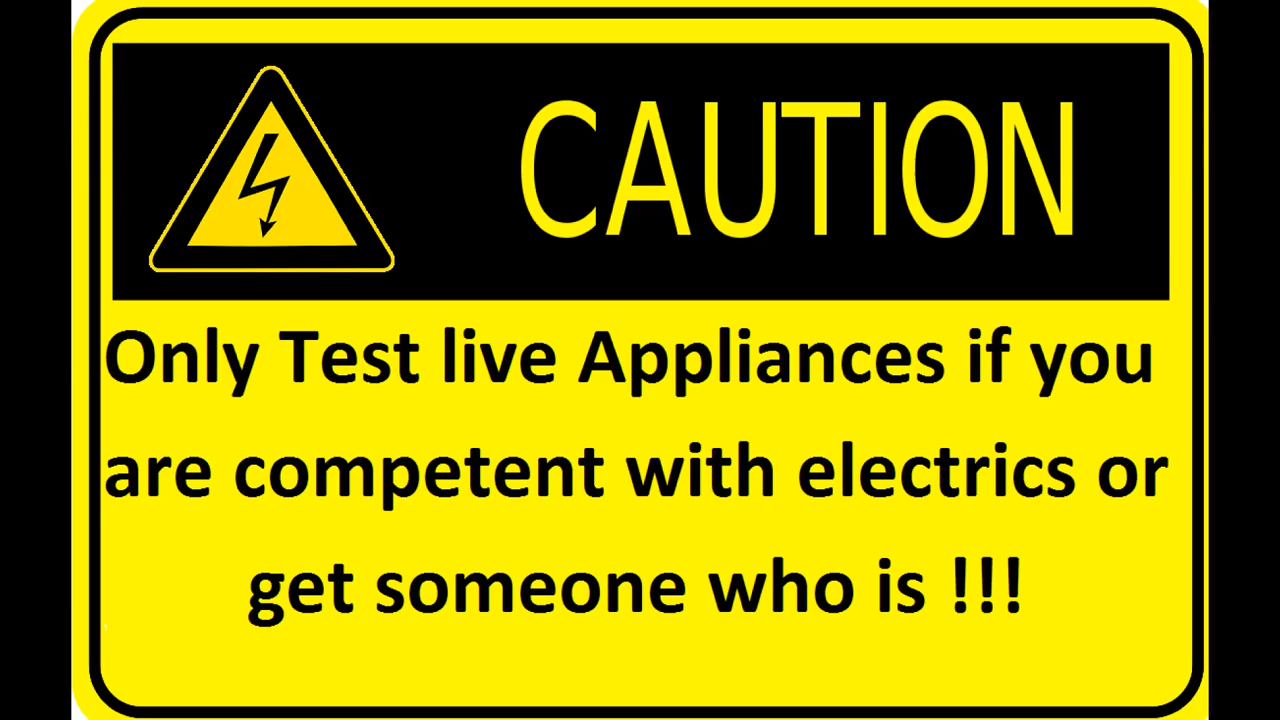 CAUTION
Only Test live Appliances if you
are competent with electrics or
get someone who is !!!